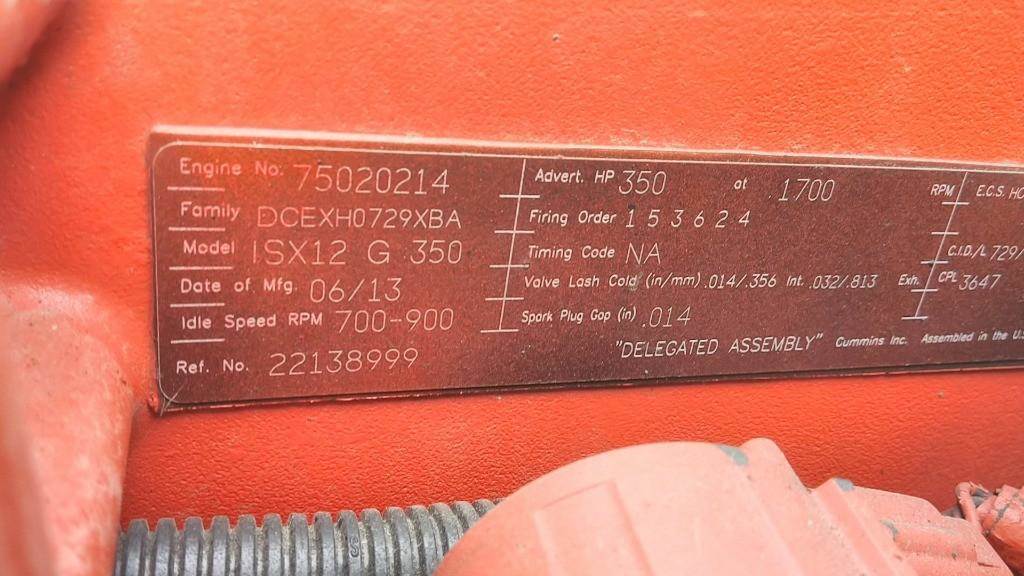 Engine No. 75020214
Family DCEXH0729XBA
Model ISX12 G 350
Date of Mfg. 06/13
Idle Speed RPM 700-900
Ref. No. 22138999
Advert. HP 350 at 1700 RPM
Firing Order 1 5 3 6 2 4
Timing Code NA
Valve Lash Cold (in/mm) .014/.356 Int. .032/.813 Exh.
Spark Plug Gap (in) .014
"DELEGATED ASSEMBLY" Cummins Inc. Assembled in the
E.C.S.
C.I.D./L 729/
CPL 3647